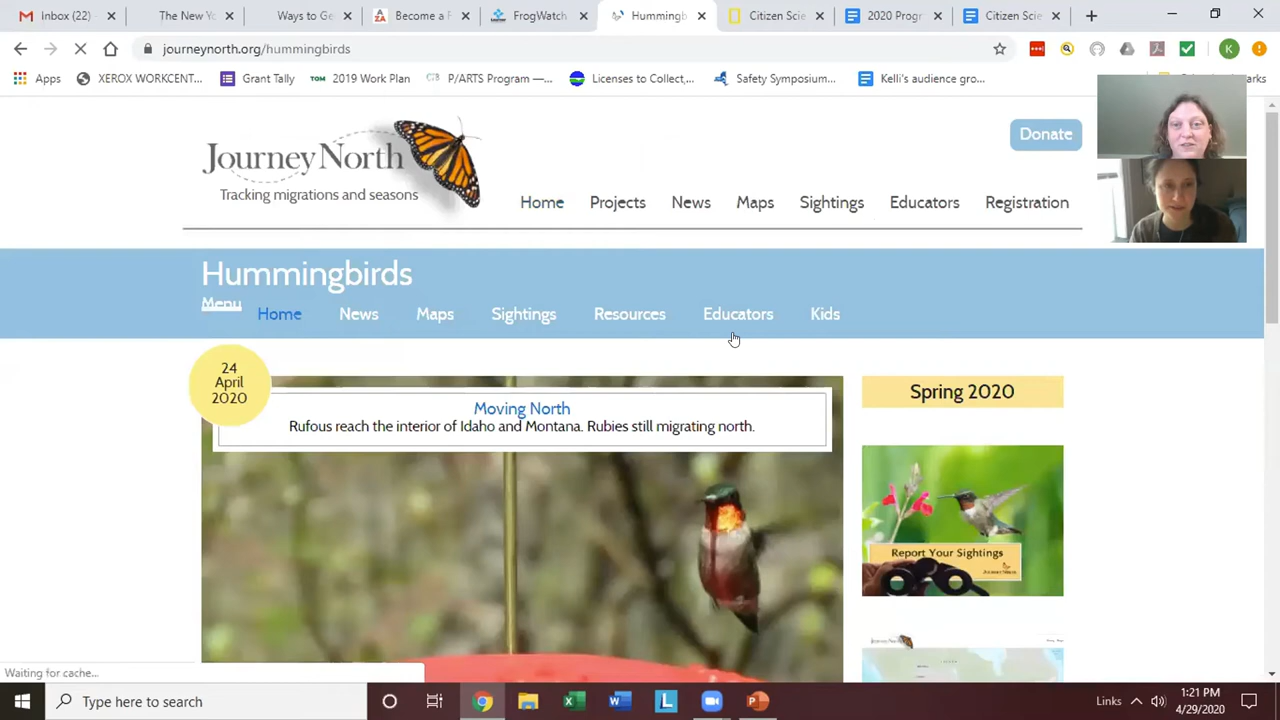 Inbox (22)
The New Yo
Ways to Ge
Become a F
FrogWatch
Hummingb
Citizen Scie
2020 Progr
Citizen Sc
journeynorth.org/hummingbirds
K
Apps
XEROX WORKCENT...
Grant Tally
TOM 2019 Work Plan
P/ARTS Program —...
Licenses to Collect,...
Safety Symposium...
Kelli's audience gro...
Journey North
Tracking migrations and seasons
Donate
Home
Projects
News
Maps
Sightings
Educators
Registration
Hummingbirds
Menu
Home
News
Maps
Sightings
Resources
Educators
Kids
24
April
2020
Moving North
Rufous reach the interior of Idaho and Montana. Rubies still migrating north.
Spring 2020
Report Your Sightings
Journey North
Waiting for cache...
Type here to search
Links
1:21 PM
4/29/2020